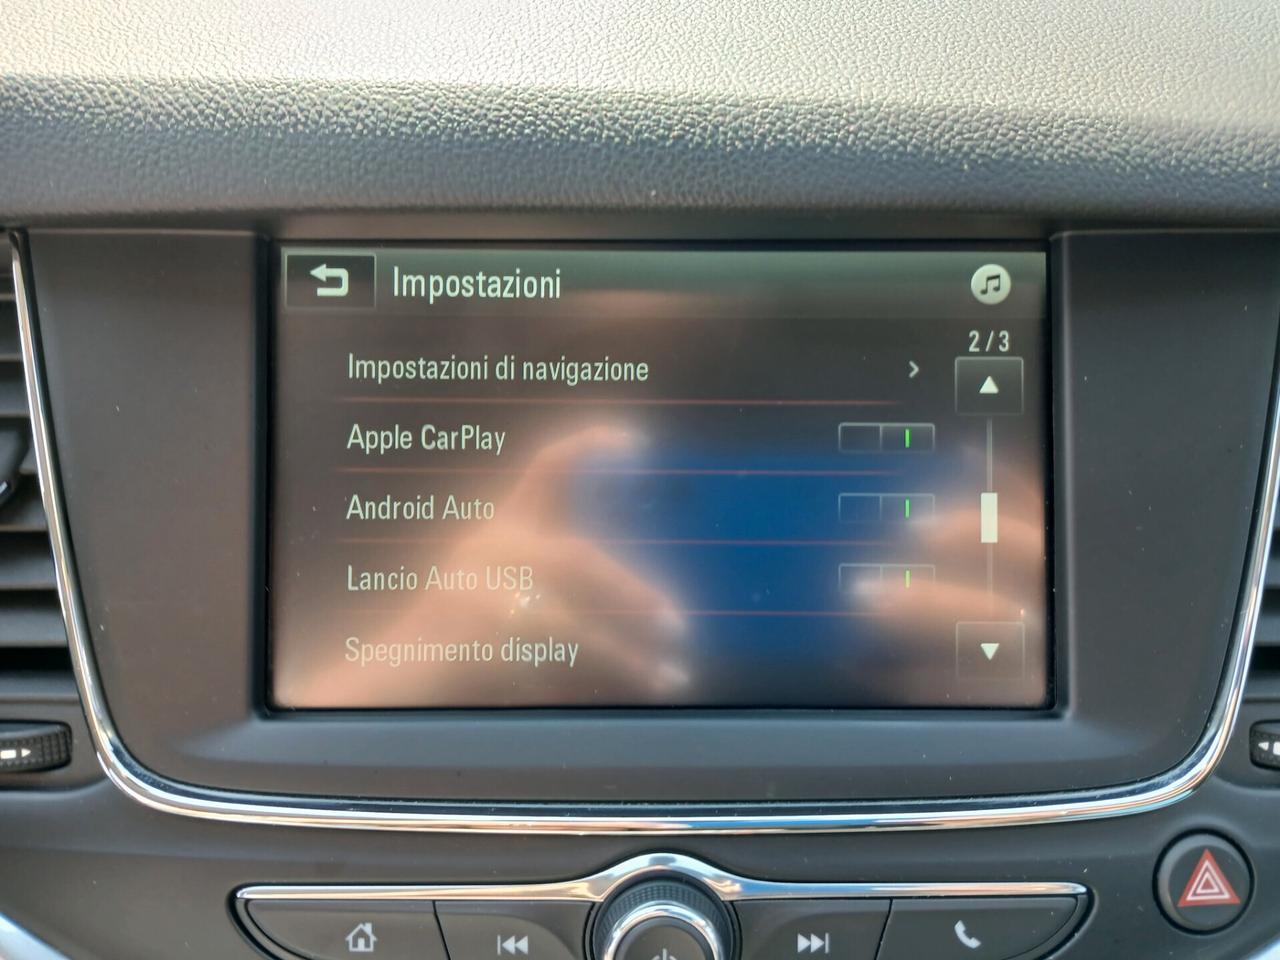 Impostazioni
2 / 3
Impostazioni di navigazione
Apple CarPlay
Android Auto
Lancio Auto USB
Spegnimento display